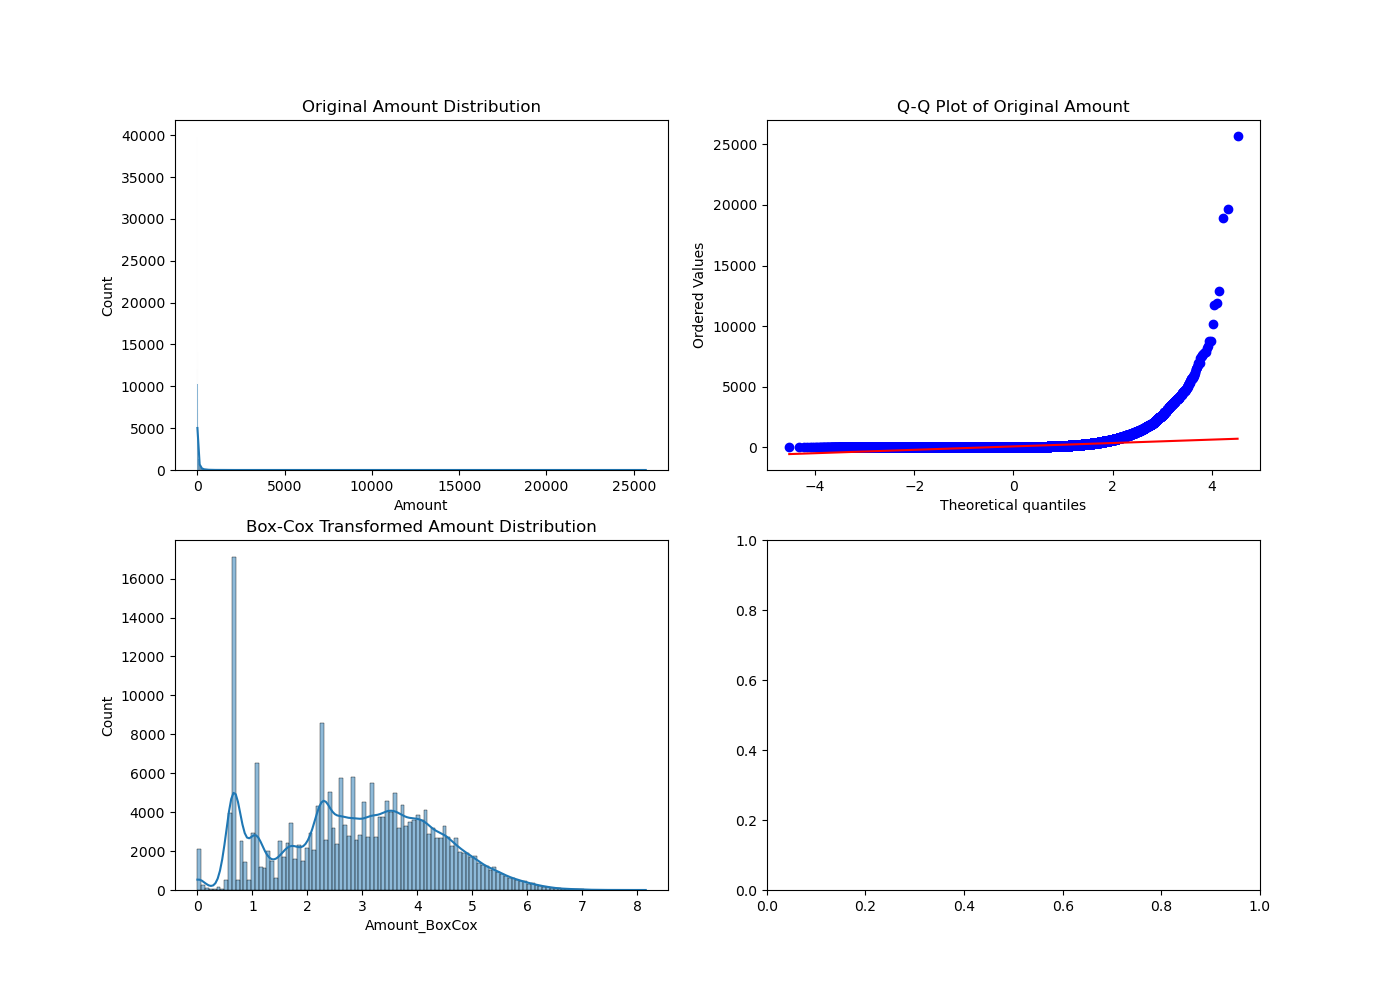 Original Amount Distribution
40000
35000
30000
25000
20000
15000
10000
5000
0
Count
0 5000 10000 15000 20000 25000
Amount
Q-Q Plot of Original Amount
25000
20000
15000
10000
5000
0
Ordered Values
−4 −2 0 2 4
Theoretical quantiles
Box-Cox Transformed Amount Distribution
16000
14000
12000
10000
8000
6000
4000
2000
0
Count
0 1 2 3 4 5 6 7 8
Amount_BoxCox
1.0
0.8
0.6
0.4
0.2
0.0
0.0 0.2 0.4 0.6 0.8 1.0